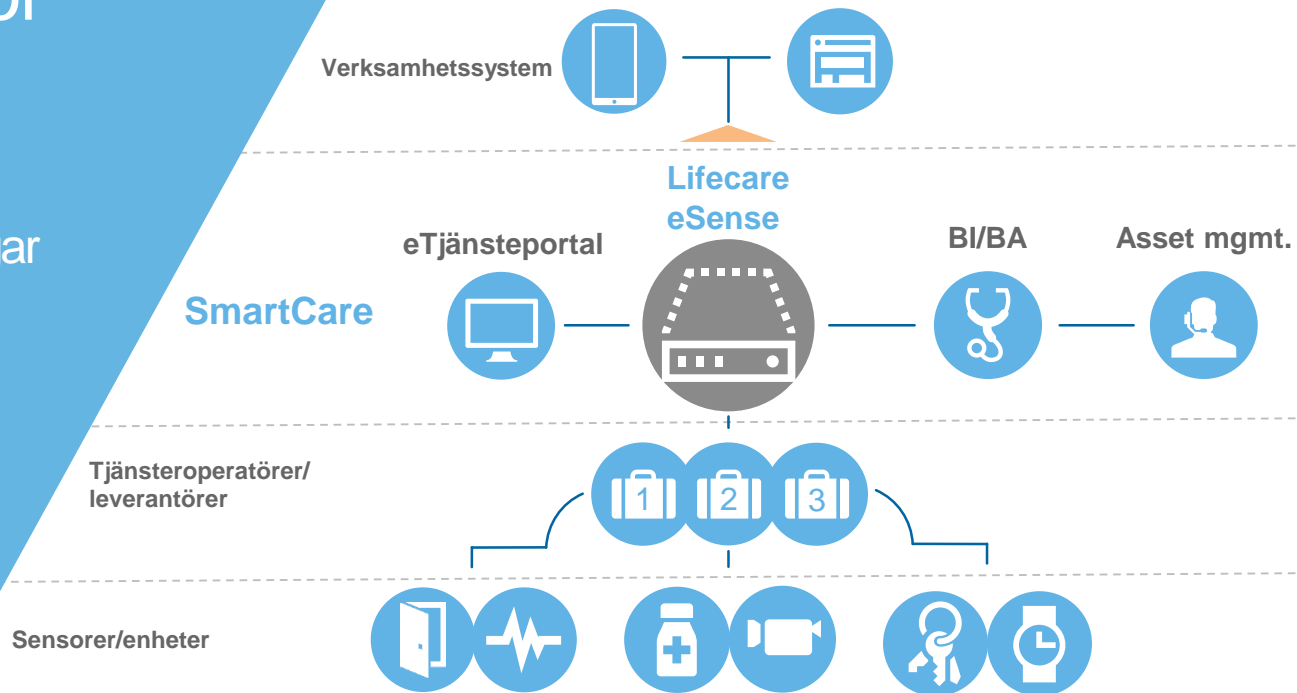 Verksamhetssystem
Lifecare
eSense
eTjänsteportal
BI/BA
Asset mgmt.
SmartCare
Tjänsteroperatörer/
leverantörer
1
2
3
Sensorer/enheter